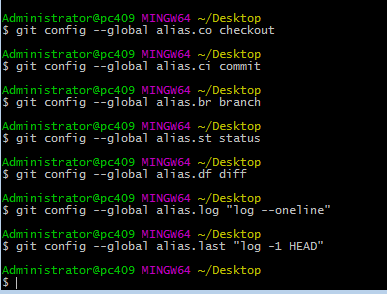 Administrator@pc409 MINGW64 ~/Desktop
$ git config --global alias.co checkout
Administrator@pc409 MINGW64 ~/Desktop
$ git config --global alias.ci commit
Administrator@pc409 MINGW64 ~/Desktop
$ git config --global alias.br branch
Administrator@pc409 MINGW64 ~/Desktop
$ git config --global alias.st status
Administrator@pc409 MINGW64 ~/Desktop
$ git config --global alias.df diff
Administrator@pc409 MINGW64 ~/Desktop
$ git config --global alias.log "log --oneline"
Administrator@pc409 MINGW64 ~/Desktop
$ git config --global alias.last "log -1 HEAD"
Administrator@pc409 MINGW64 ~/Desktop
$